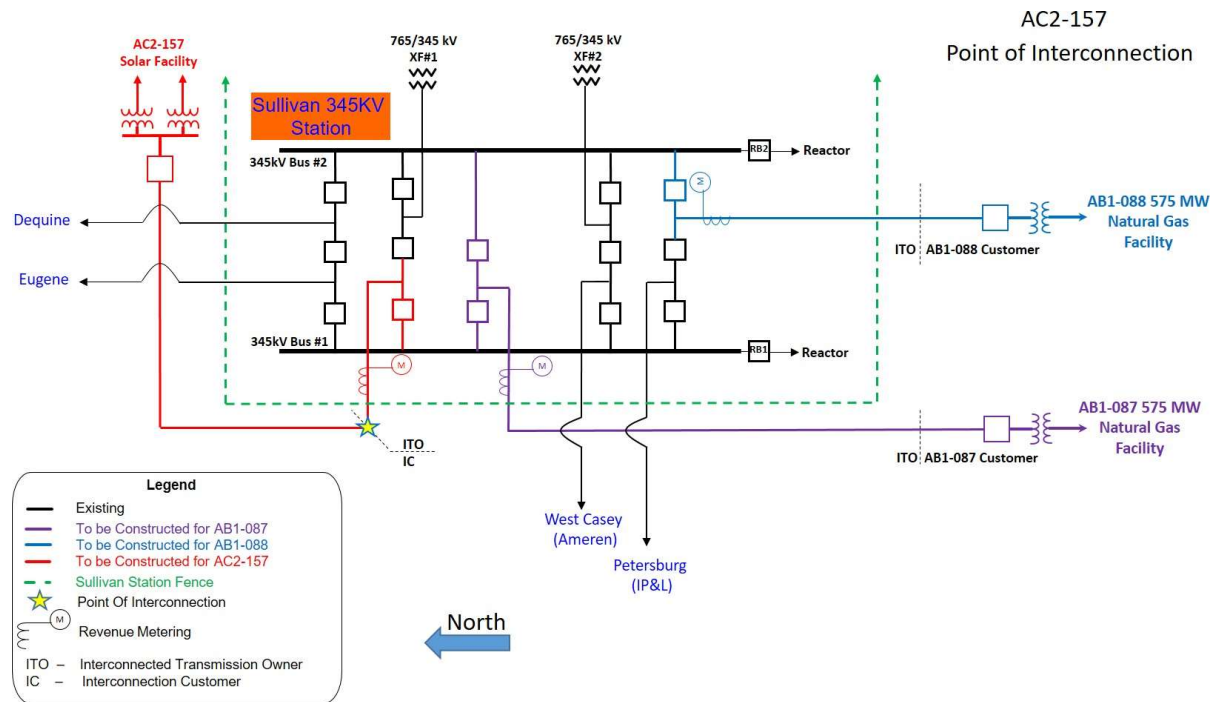 AC2-157
Point of Interconnection
AC2-157
Solar Facility
765/345 kV
XF#1
765/345 kV
XF#2
Sullivan 345KV
Station
345kV Bus #2
RB2
Reactor
M
Dequine
Eugene
ITO
AB1-088 Customer
AB1-088 575 MW
Natural Gas
Facility
345kV Bus #1
RB1
Reactor
M
M
ITO
IC
ITO
AB1-087 Customer
AB1-087 575 MW
Natural Gas
Facility
West Casey
(Ameren)
Petersburg
(IP&L)
North
Legend
Existing
To be Constructed for AB1-087
To be Constructed for AB1-088
To be Constructed for AC2-157
Sullivan Station Fence
Point Of Interconnection
M
Revenue Metering
ITO – Interconnected Transmission Owner
IC – Interconnection Customer